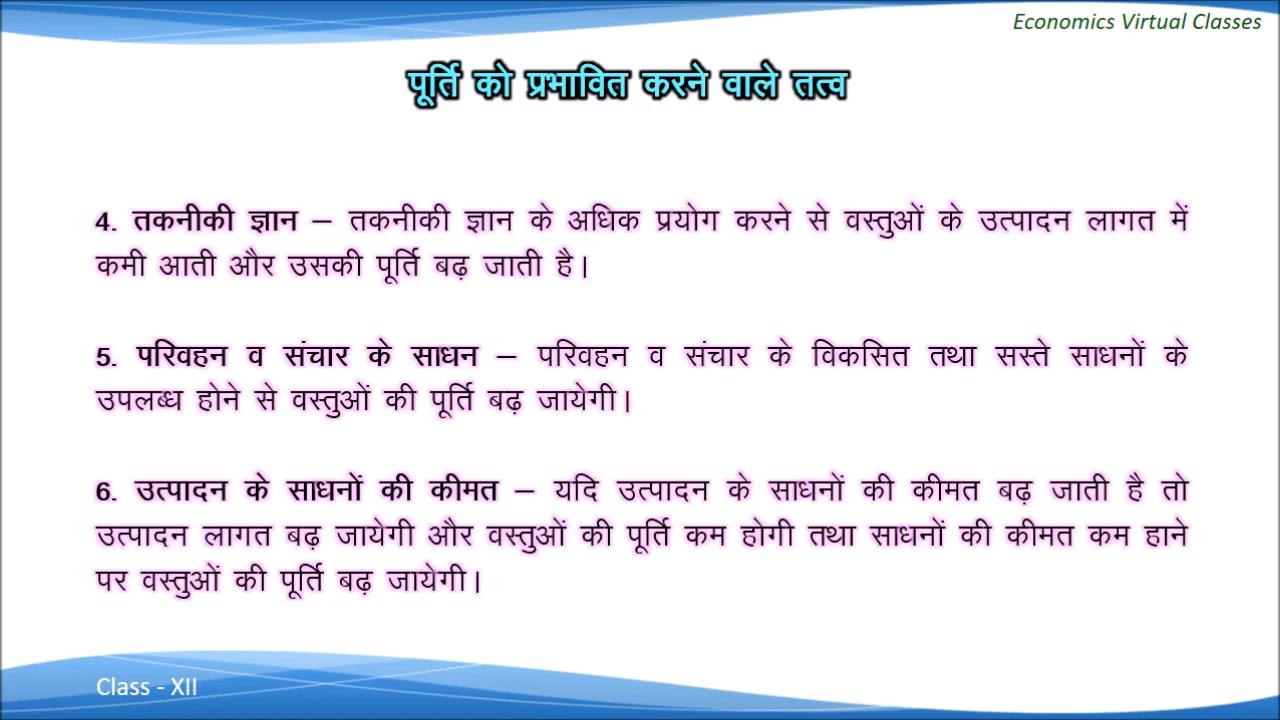 Economics Virtual Classes
पूर्ति को प्रभावित करने वाले तत्व
4. तकनीकी ज्ञान – तकनीकी ज्ञान के अधिक प्रयोग करने से वस्तुओं के उत्पादन लागत में
कमी आती और उसकी पूर्ति बढ़ जाती है।
5. परिवहन व संचार के साधन – परिवहन व संचार के विकसित तथा सस्ते साधनों के
उपलब्ध होने से वस्तुओं की पूर्ति बढ़ जायेगी।
6. उत्पादन के साधनों की कीमत – यदि उत्पादन के साधनों की कीमत बढ़ जाती है तो
उत्पादन लागत बढ़ जायेगी और वस्तुओं की पूर्ति कम होगी तथा साधनों की कीमत कम हाने
पर वस्तुओं की पूर्ति बढ़ जायेगी।
Class - XII